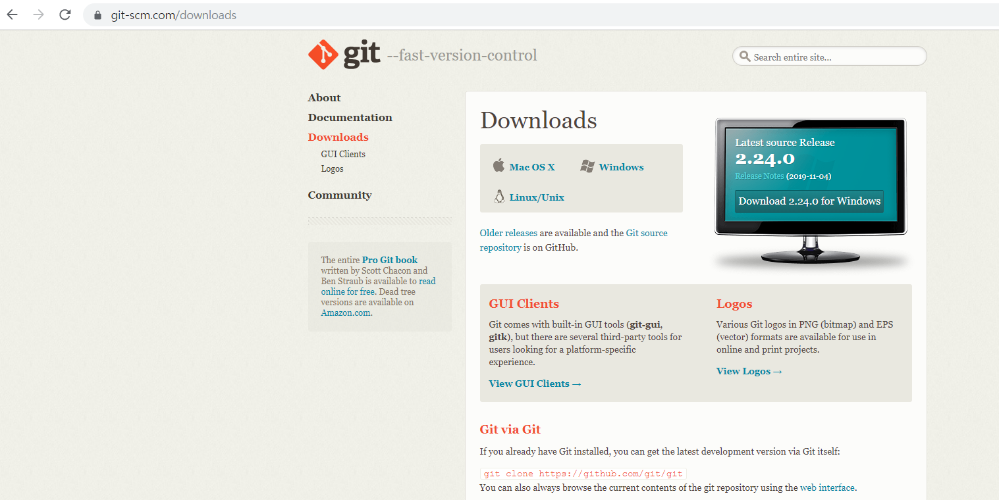 git-scm.com/downloads
git --fast-version-control
Search entire site...
About
Documentation
Downloads
GUI Clients
Logos
Community
The entire Pro Git book
written by Scott Chacon and
Ben Straub is available to read
online for free. Dead tree
versions are available on
Amazon.com.
Downloads
Mac OS X
Windows
Linux/Unix
Older releases are available and the Git source
repository is on GitHub.
Latest source Release
2.24.0
Release Notes (2019-11-04)
Download 2.24.0 for Windows
GUI Clients
Git comes with built-in GUI tools (git-gui,
gitk), but there are several third-party tools for
users looking for a platform-specific
experience.
View GUI Clients →
Logos
Various Git logos in PNG (bitmap) and EPS
(vector) formats are available for use in
online and print projects.
View Logos →
Git via Git
If you already have Git installed, you can get the latest development version via Git itself:
git clone https://github.com/git/git
You can also always browse the current contents of the git repository using the web interface.